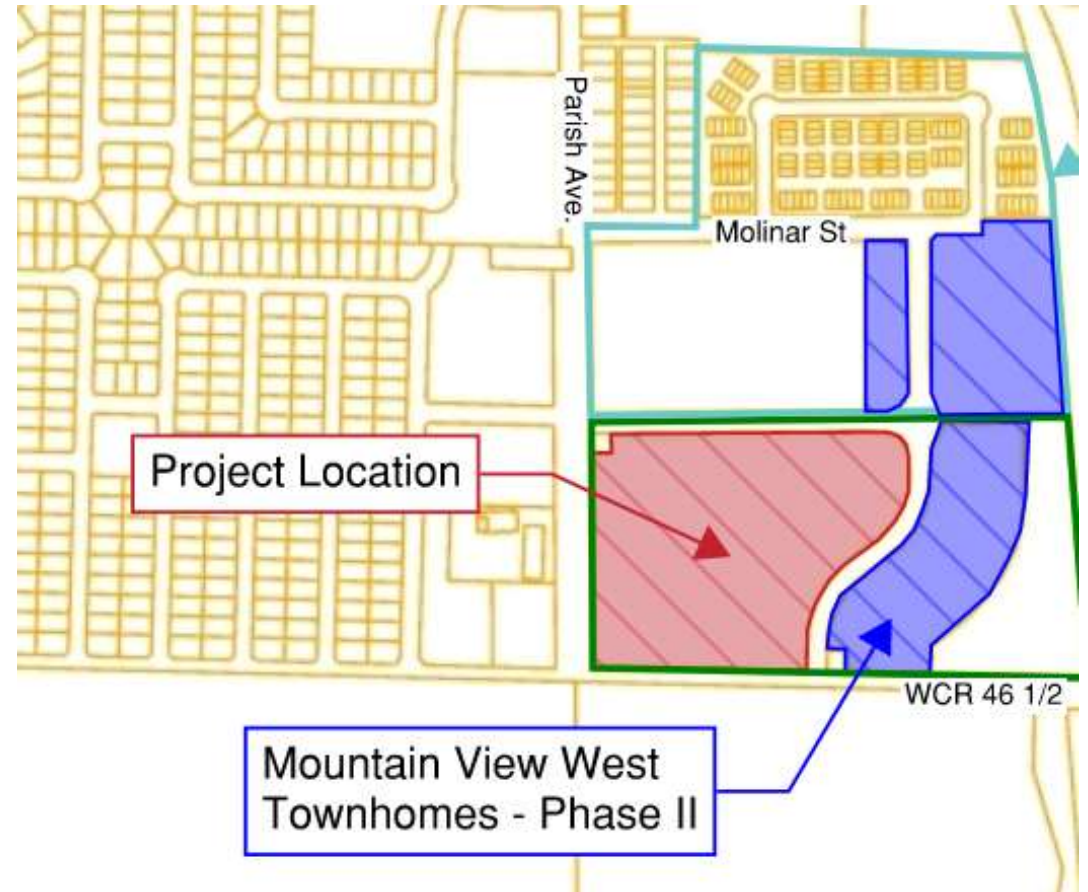 Parish Ave.
Molinar St
Project Location
WCR 46 1/2
Mountain View West
Townhomes - Phase II